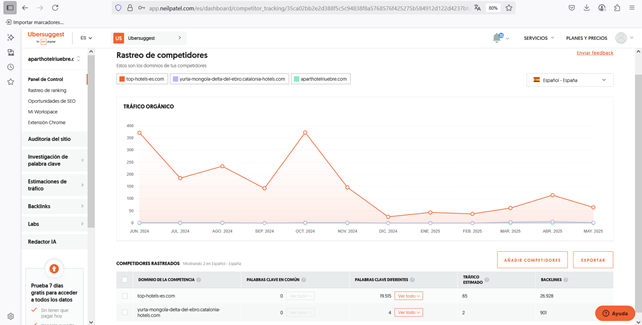 app.neilpatel.com/es/dashboard/competitor_tracking/
80%
Importar marcadores...
Ubersuggest
ES
US
Ubersuggest
SERVICIOS
PLANES Y PRECIOS
Rastreo de competidores
Enviar feedback
Estos son los dominios de tus competidores
top-hotels-es.com
yurta-mongola-delta-del-ebro.catalonia-hotels.com
aparthotelriuebre.com
Español - España
aparthotelriuebre.c
Panel de Control
Rastreo de ranking
Oportunidades de SEO
Mi Workspace
Extensión Chrome
Auditoría del sitio
Investigación de
palabra clave
Estimaciones de
tráfico
Backlinks
Labs
Redactor IA
Prueba 7 días
gratis para acceder
a todos los datos
Sin tener que
pagar hoy
TRÁFICO ORGÁNICO
400
350
300
250
200
150
100
50
0
JUN. 2024
JUL. 2024
AGO. 2024
SEP. 2024
OCT. 2024
NOV. 2024
DIC. 2024
ENE. 2025
FEB. 2025
MAR. 2025
ABR. 2025
MAY. 2025
AÑADIR COMPETIDORES
EXPORTAR
COMPETIDORES RASTREADOS
Mostrando 2 en Español - España
DOMINIO DE LA COMPETENCIA
PALABRAS CLAVE EN COMÚN
PALABRAS CLAVE DIFERENTES
TRÁFICO
ESTIMADO
BACKLINKS
top-hotels-es.com
0
Ver todo
19.515
Ver todo
65
28.928
yurta-mongola-delta-del-ebro.catalonia-
hotels.com
0
Ver todo
4
Ver todo
2
901
Ayuda